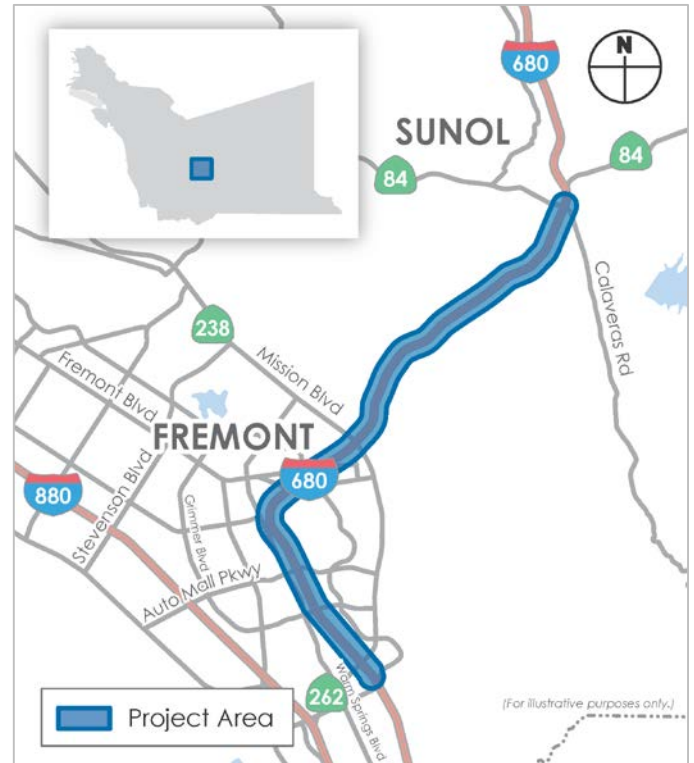 N
680
SUNOL
84
84
Calaveras Rd
238
Mission Blvd
Fremont Blvd
FREMONT
680
880
Stevenson Blvd
Grimmer Blvd
Auto Mall Pkwy
262
Warm Springs Blvd
(For illustrative purposes only.)
Project Area